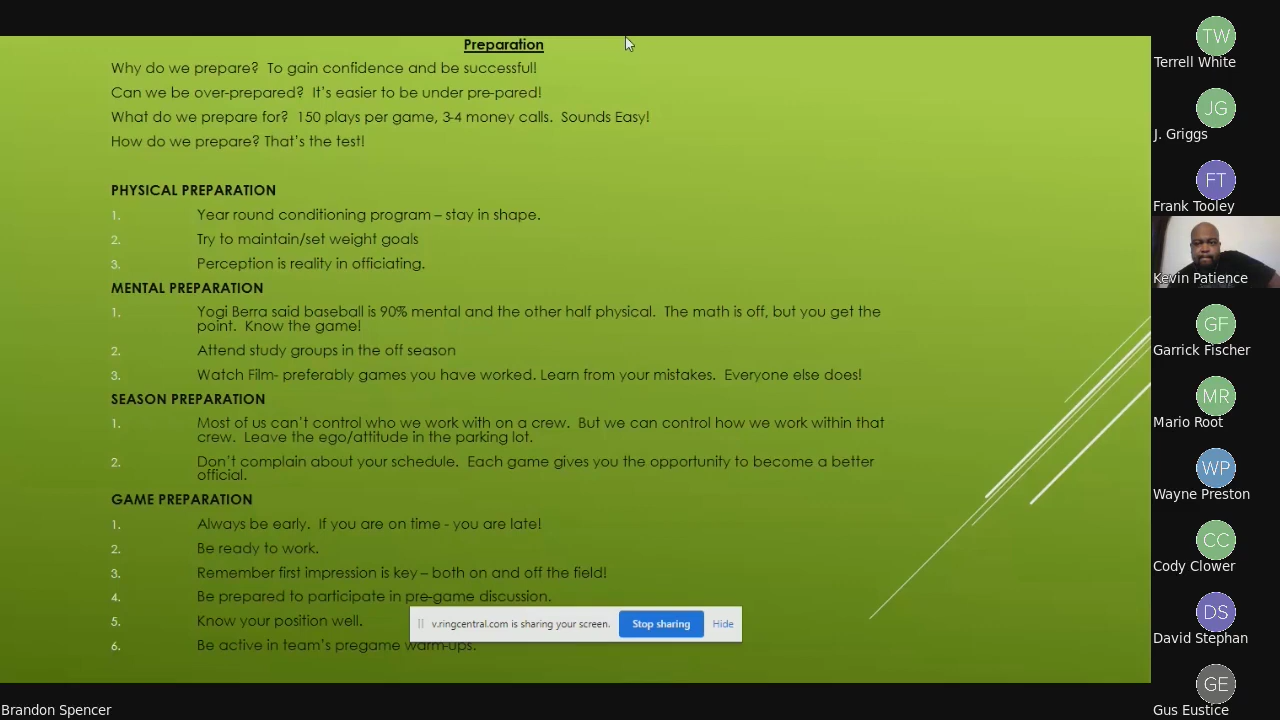 Preparation
Why do we prepare? To gain confidence and be successful!
Can we be over-prepared? It's easier to be under pre-pared!
What do we prepare for? 150 plays per game, 3-4 money calls. Sounds Easy!
How do we prepare? That's the test!
PHYSICAL PREPARATION
1. Year round conditioning program – stay in shape.
2. Try to maintain/set weight goals
3. Perception is reality in officiating.
MENTAL PREPARATION
1. Yogi Berra said baseball is 90% mental and the other half physical. The math is off, but you get the
point. Know the game!
2. Attend study groups in the off season
3. Watch Film- preferably games you have worked. Learn from your mistakes. Everyone else does!
SEASON PREPARATION
1. Most of us can't control who we work with on a crew. But we can control how we work within that
crew. Leave the ego/attitude in the parking lot.
2. Don't complain about your schedule. Each game gives you the opportunity to become a better
official.
GAME PREPARATION
1. Always be early. If you are on time - you are late!
2. Be ready to work.
3. Remember first impression is key – both on and off the field!
4. Be prepared to participate in pre-game discussion.
5. Know your position well.
6. Be active in team's pregame warm-ups.
v.ringcentral.com is sharing your screen.
Stop sharing
Hide
TW
Terrell White
JG
J. Griggs
FT
Frank Tooley
Kevin Patience
GF
Garrick Fischer
MR
Mario Root
WP
Wayne Preston
CC
Cody Clower
DS
David Stephan
GE
Gus Eustice
Brandon Spencer